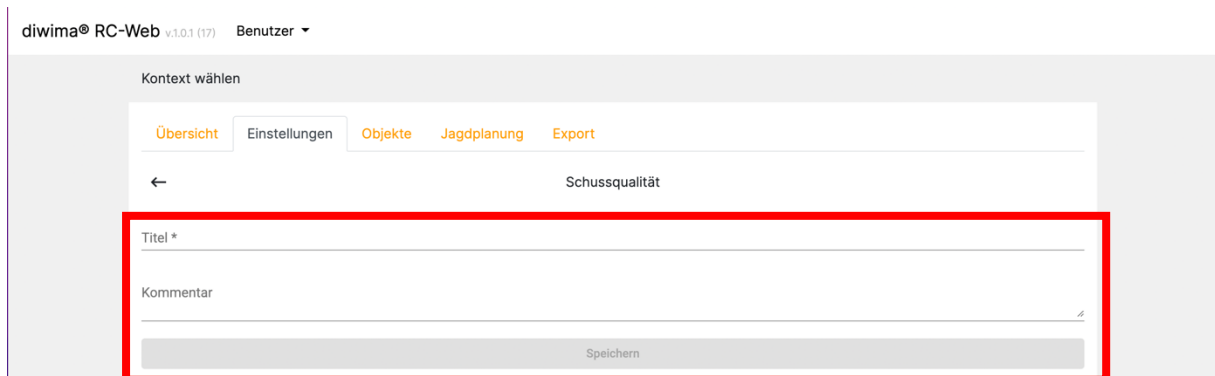 diwima® RC-Web v.1.0.1 (17) Benutzer
Kontext wählen
Übersicht Einstellungen Objekte Jagdplanung Export
Schussqualität
Titel *
Kommentar
Speichern